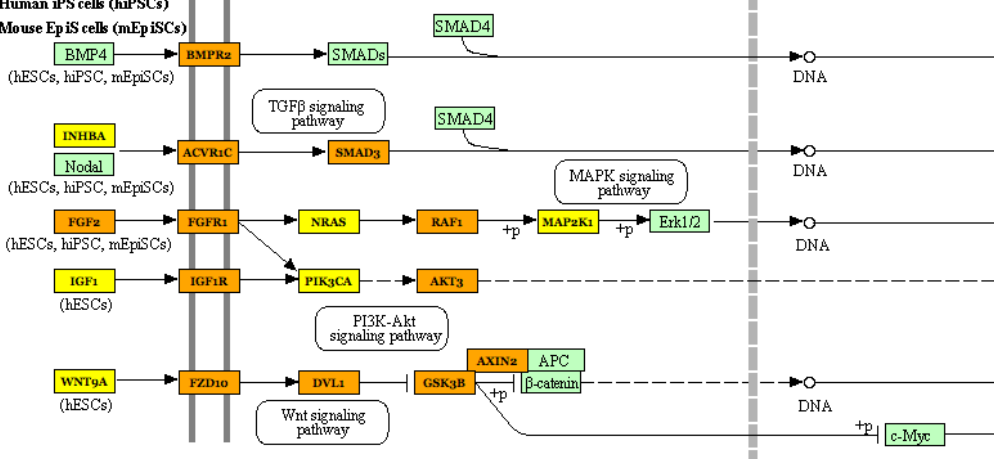 Human iPS cells (hiPSCs)
Mouse EpiS cells (mEpiSCs)
SMAD4
BMP4 BMPR2 SMADs
(hESCs, hiPSC, mEpiSCs)
DNA
TGFβ signaling
pathway
SMAD4
INHBA
ACVR1C SMAD3
Nodal
(hESCs, hiPSC, mEpiSCs)
DNA
MAPK signaling
pathway
FGF2 FGFR1 NRAS RAF1 +p MAP2K1 +p Erk1/2
(hESCs, hiPSC, mEpiSCs)
DNA
IGF1 IGF1R PIK3CA AKT3
(hESCs)
PI3K-Akt
signaling pathway
AXIN2 APC
WNT9A FZD10 DVL1 GSK3B +p β-catenin
(hESCs)
DNA
Wnt signaling
pathway
+p c-Myc